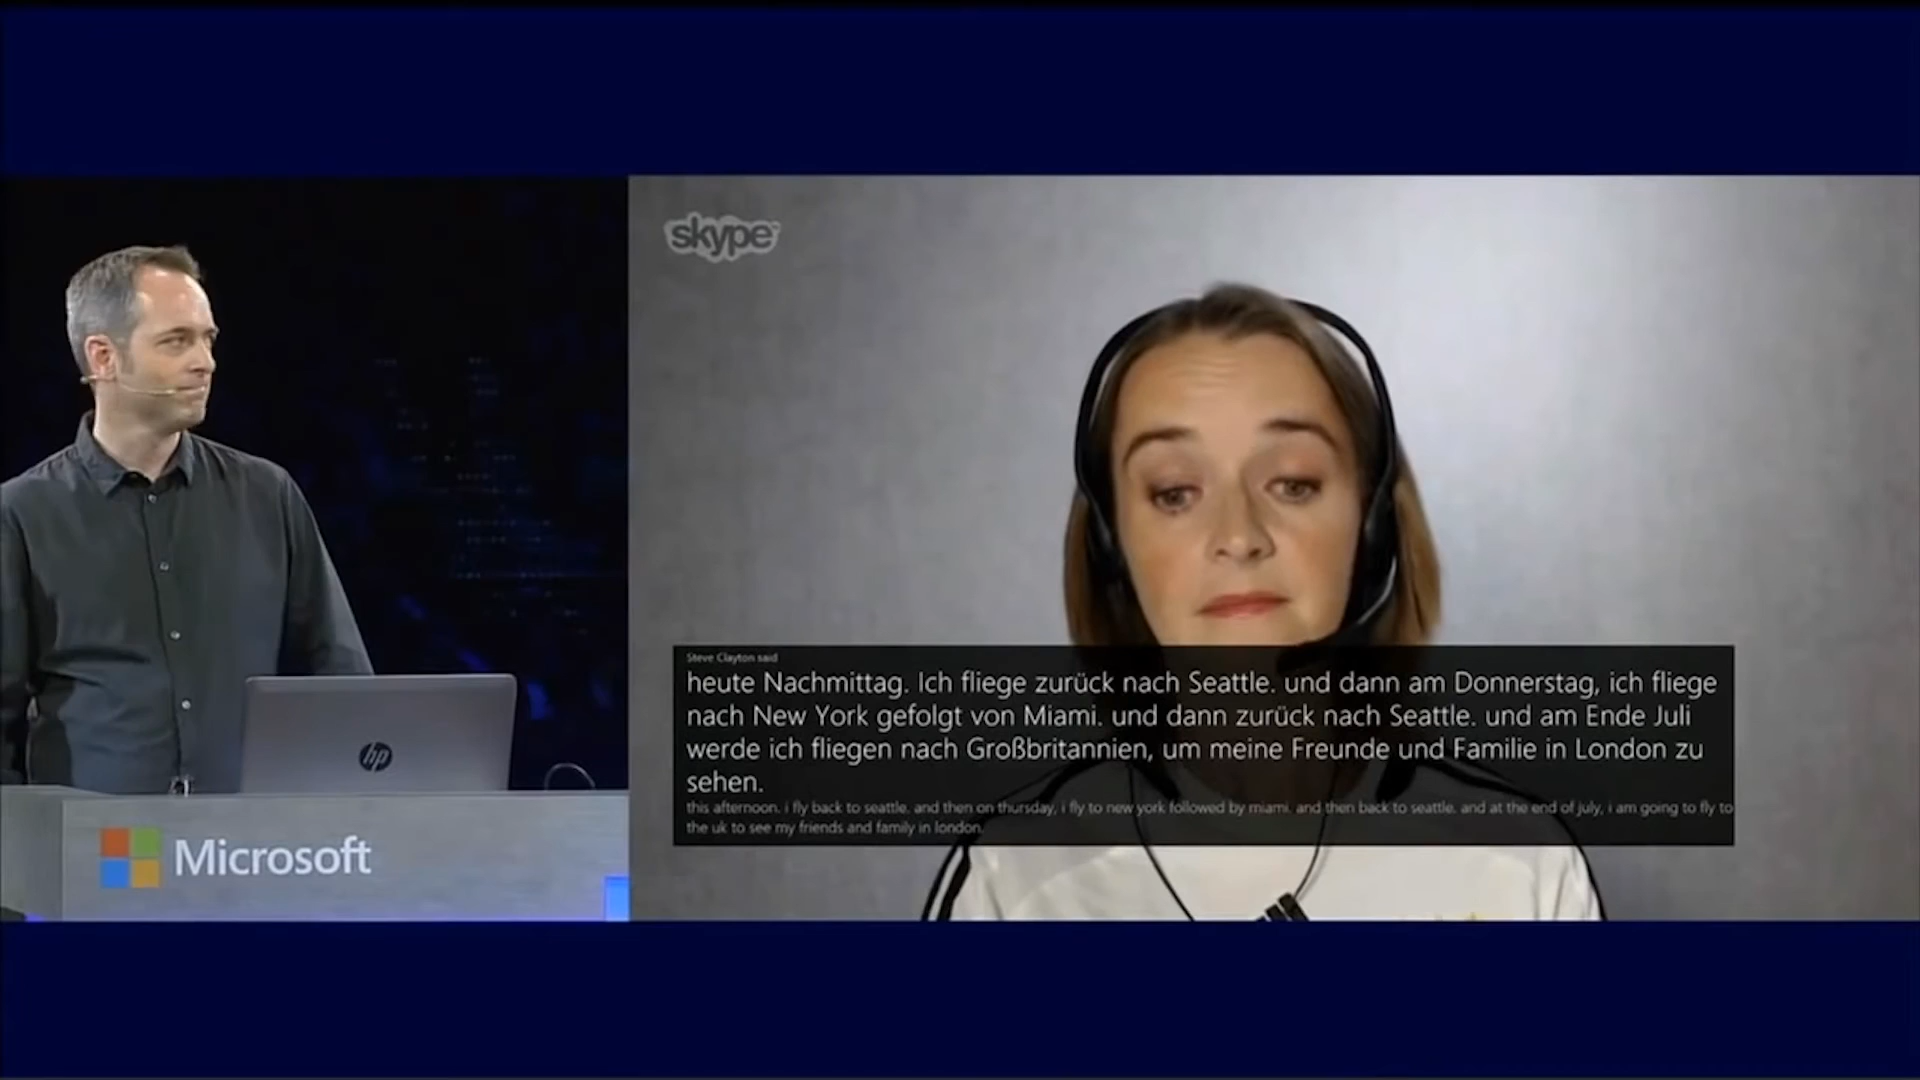 skype
Steve Clayton said
heute Nachmittag. Ich fliege zurück nach Seattle. und dann am Donnerstag, ich fliege
nach New York gefolgt von Miami. und dann zurück nach Seattle. und am Ende Juli
werde ich fliegen nach Großbritannien, um meine Freunde und Familie in London zu
sehen.
this afternoon. i fly back to seattle. and then on thursday, i fly to new york followed by miami. and then back to seattle. and at the end of july, i am going to fly to
the uk to see my friends and family in london.
hp
Microsoft